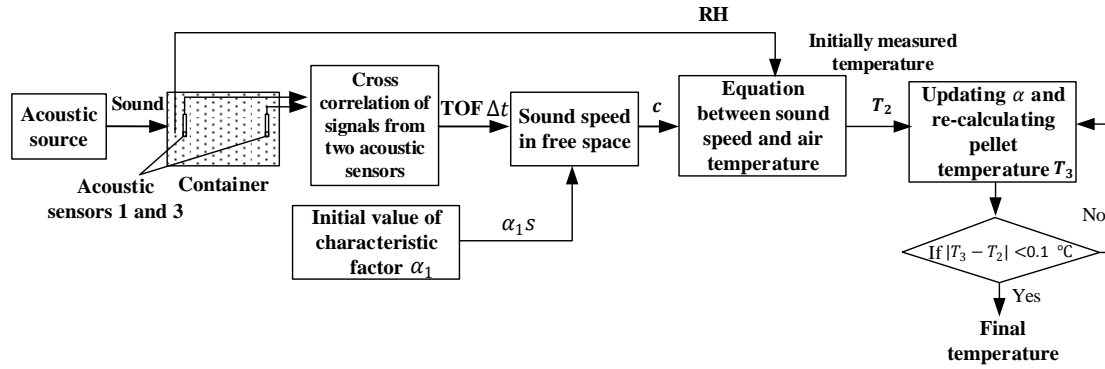 RH
Acoustic
source
Sound
Acoustic
sensors 1 and 3
Container
Cross
correlation of
signals from
two acoustic
sensors
TOF Δt
Initial value of
characteristic
factor α₁
α₁s
Sound speed
in free space
c
Equation
between sound
speed and air
temperature
Initially measured
temperature
T₂
Updating α and
re-calculating
pellet
temperature T₃
No
If |T₃ − T₂| <0.1 °C
Yes
Final
temperature